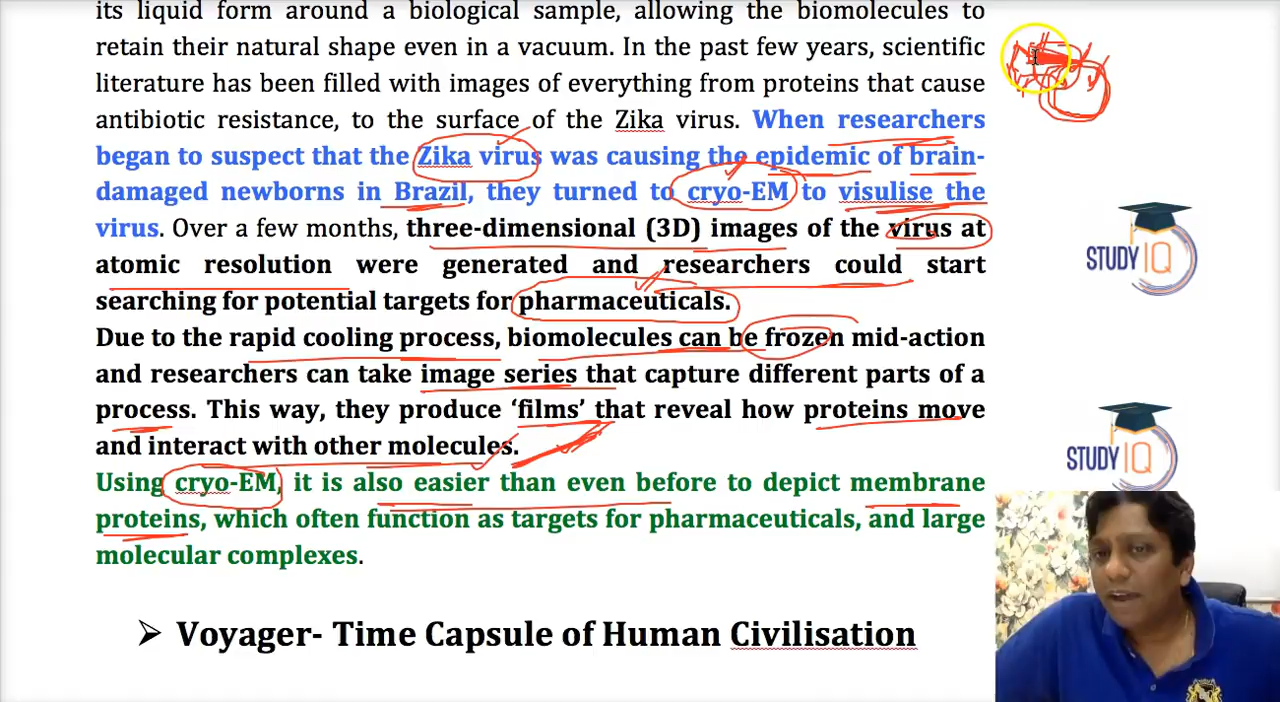 its liquid form around a biological sample, allowing the biomolecules to
retain their natural shape even in a vacuum. In the past few years, scientific
literature has been filled with images of everything from proteins that cause
antibiotic resistance, to the surface of the Zika virus. When researchers
began to suspect that the Zika virus was causing the epidemic of brain-
damaged newborns in Brazil, they turned to cryo-EM to visulise the
virus. Over a few months, three-dimensional (3D) images of the virus at
atomic resolution were generated and researchers could start
searching for potential targets for pharmaceuticals.
Due to the rapid cooling process, biomolecules can be frozen mid-action
and researchers can take image series that capture different parts of a
process. This way, they produce ‘films’ that reveal how proteins move
and interact with other molecules.
Using cryo-EM, it is also easier than even before to depict membrane
proteins, which often function as targets for pharmaceuticals, and large
molecular complexes.
➢ Voyager- Time Capsule of Human Civilisation
STUDY IQ
STUDY IQ